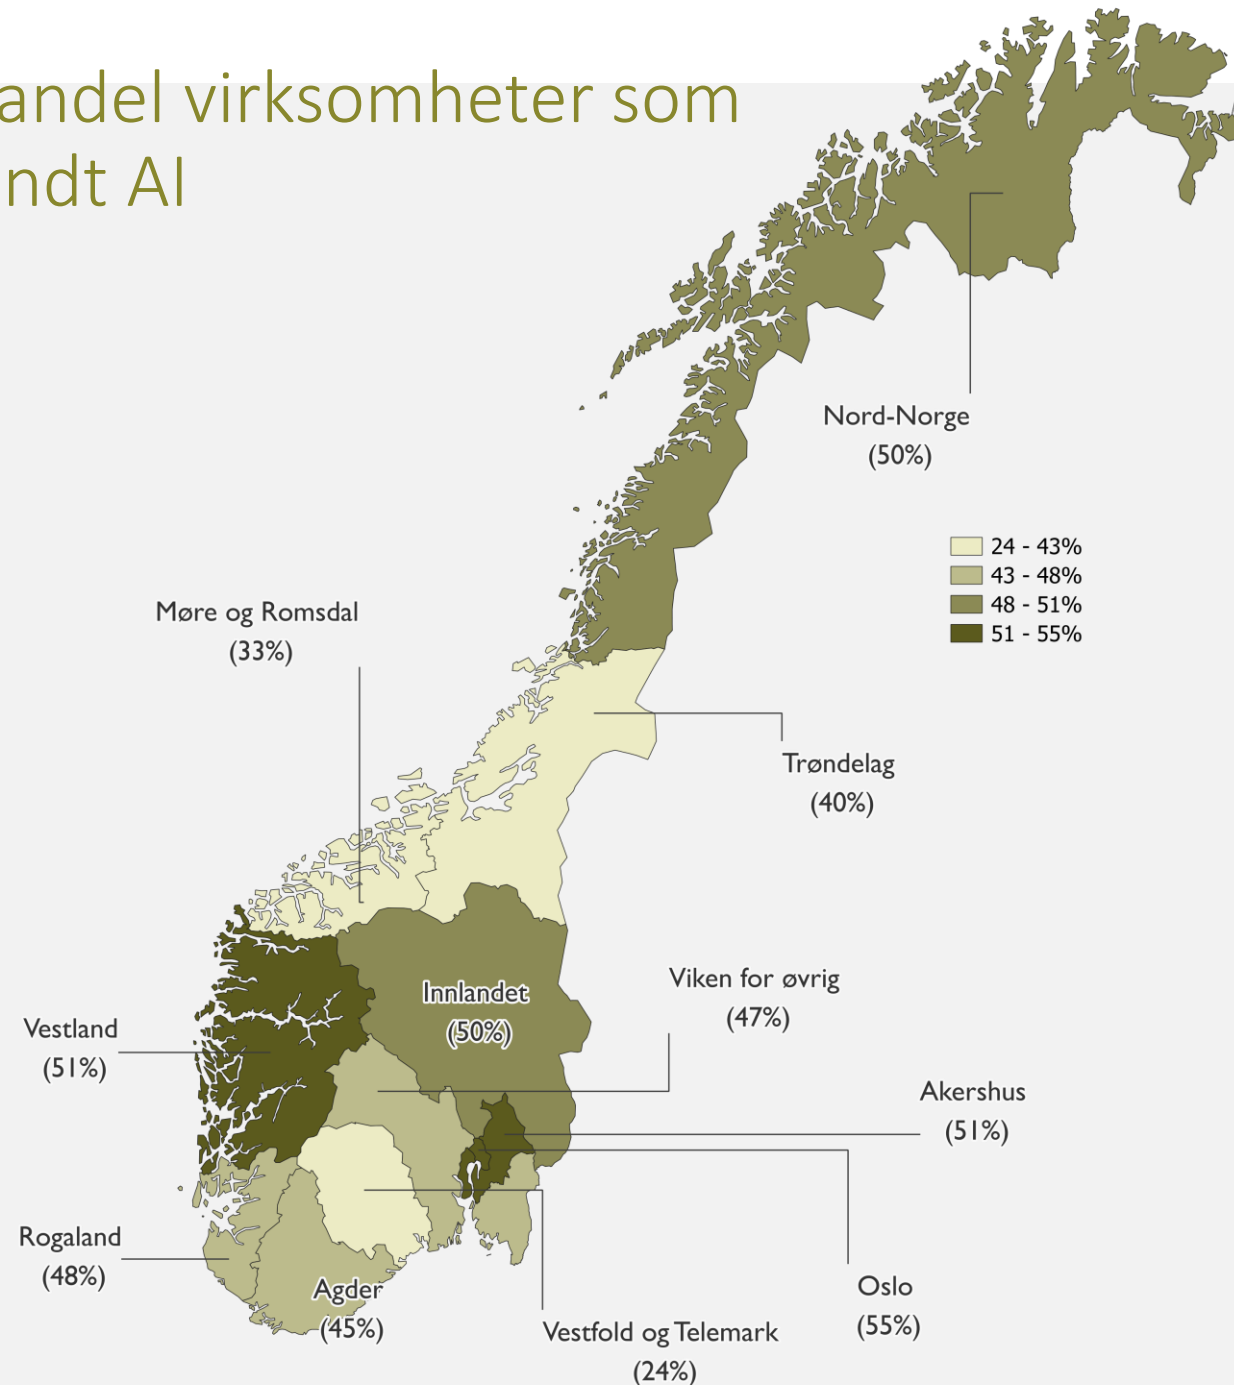 andel virksomheter som
ndt AI
Nord-Norge
(50%)
24 - 43%
43 - 48%
48 - 51%
51 - 55%
Møre og Romsdal
(33%)
Trøndelag
(40%)
Viken for øvrig
(47%)
Innlandet
(50%)
Vestland
(51%)
Akershus
(51%)
Rogaland
(48%)
Agder
(45%)
Oslo
(55%)
Vestfold og Telemark
(24%)